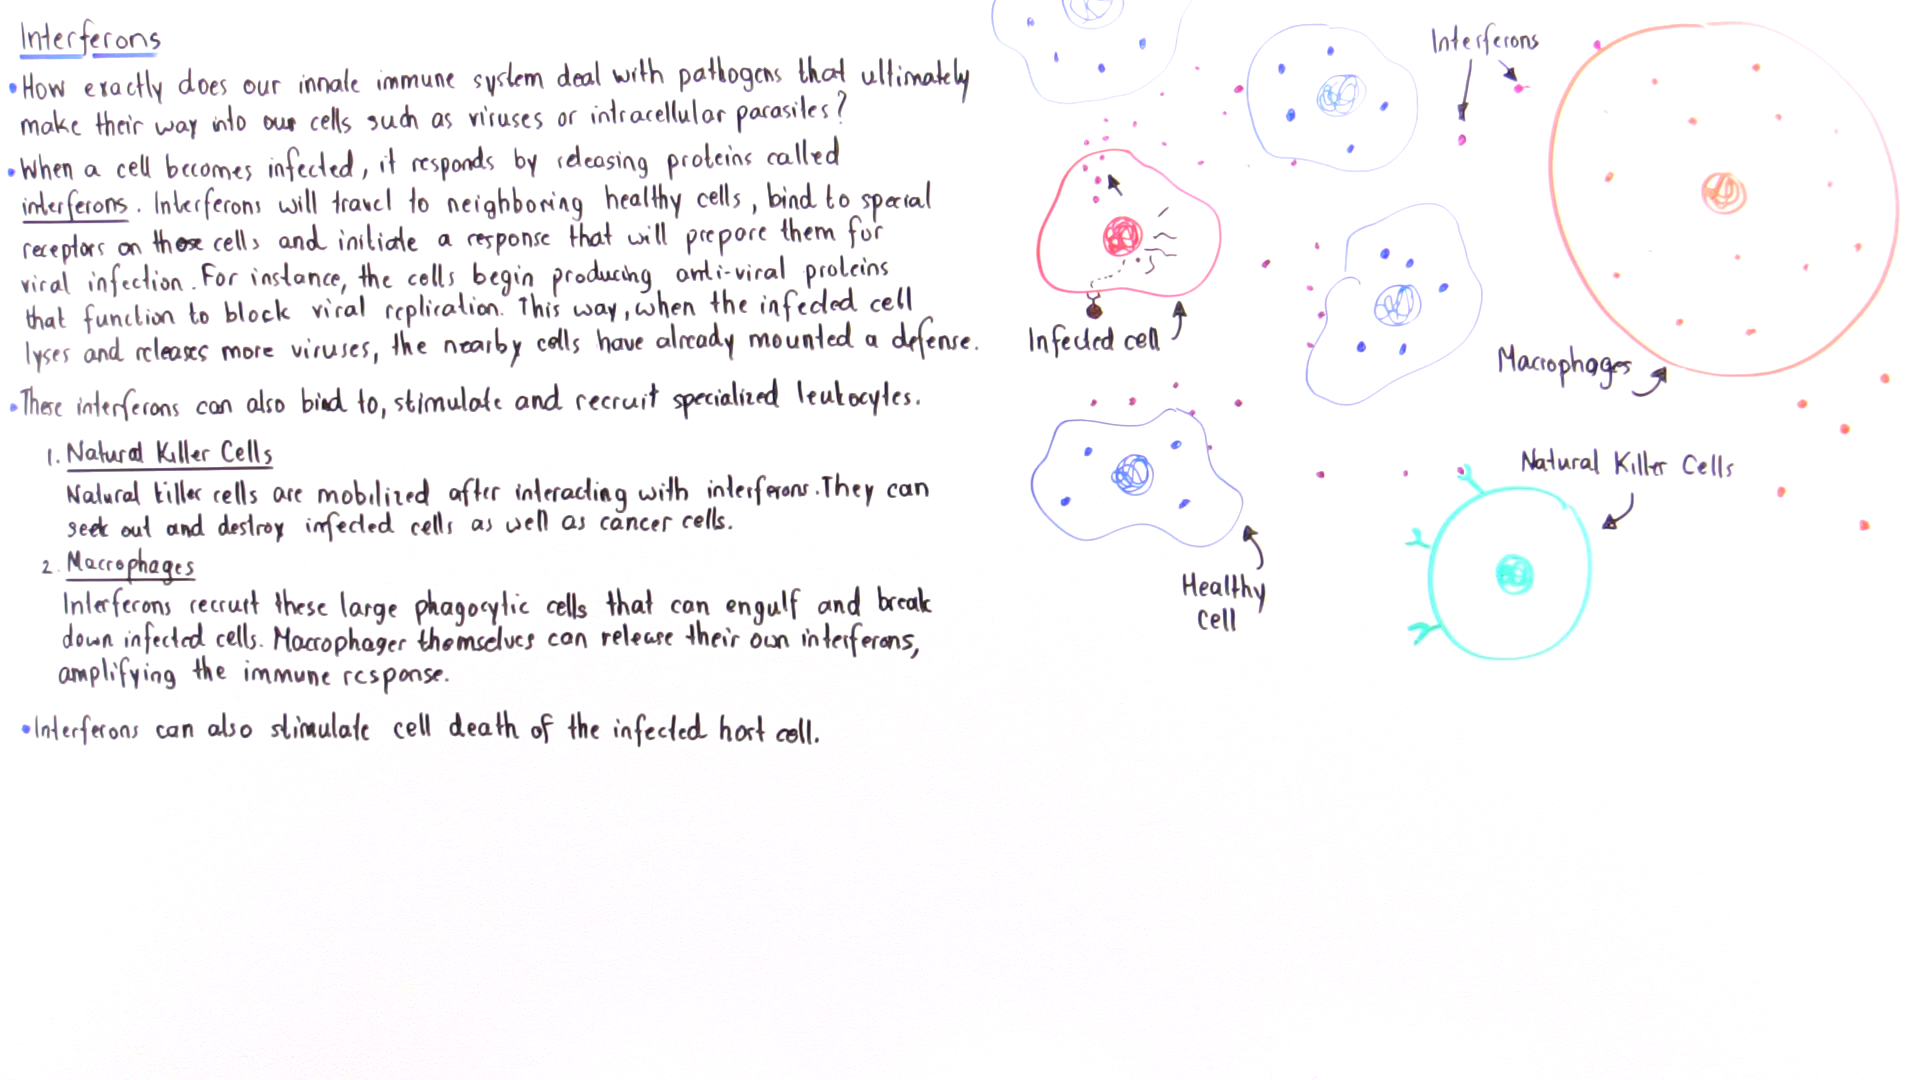 Interferons
• How exactly does our innate immune system deal with pathogens that ultimately
make their way into our cells such as viruses or intracellular parasites?
• When a cell becomes infected, it responds by releasing proteins called
interferons. Interferons will travel to neighboring healthy cells, bind to special
receptors on those cells and initiate a response that will prepare them for
viral infection. For instance, the cells begin producing anti-viral proteins
that function to block viral replication. This way, when the infected cell
lyses and releases more viruses, the nearby cells have already mounted a defense.
• These interferons can also bind to, stimulate and recruit specialized leukocytes.
1. Natural Killer Cells
Natural killer cells are mobilized after interacting with interferons. They can
seek out and destroy infected cells as well as cancer cells.
2. Macrophages
Interferons recruit these large phagocytic cells that can engulf and break
down infected cells. Macrophages themselves can release their own interferons,
amplifying the immune response.
• Interferons can also stimulate cell death of the infected host cell.
Interferons
Infected cell
Macrophages
Natural Killer Cells
Healthy
Cell